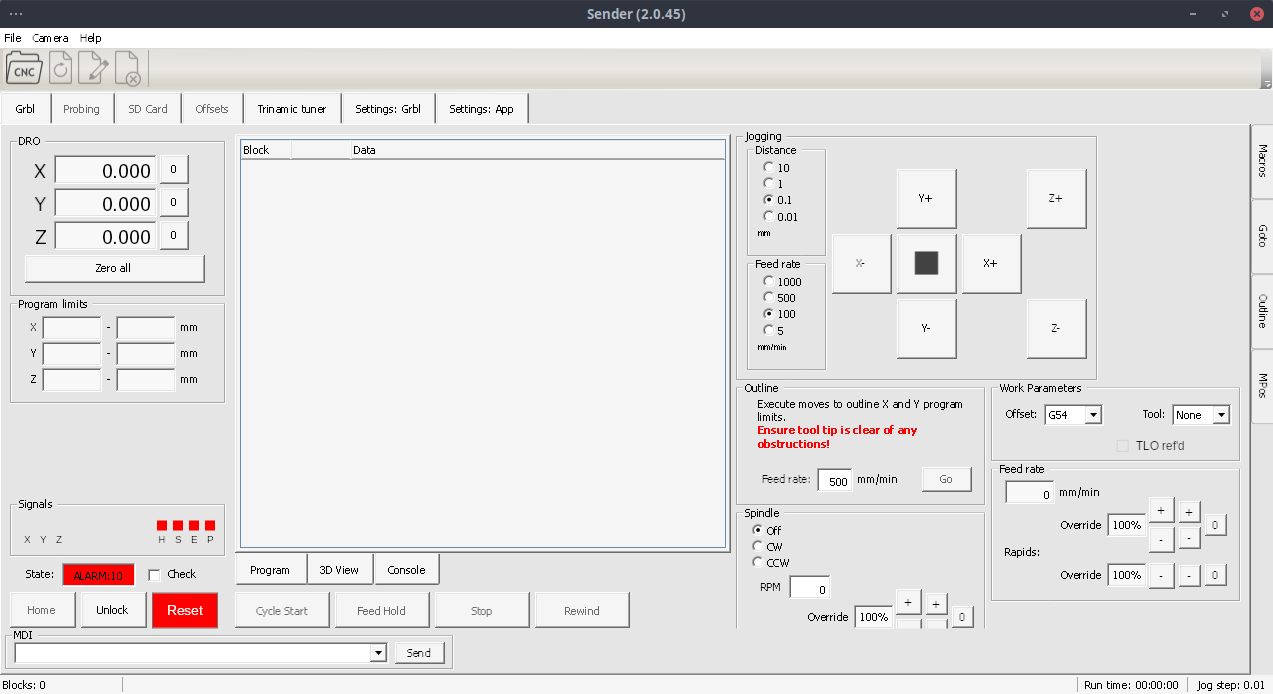 Sender (2.0.45)
File Camera Help
CNC
Grbl Probing SD Card Offsets Trinamic tuner Settings: Grbl Settings: App
DRO
X 0.000 0
Y 0.000 0
Z 0.000 0
Zero all
Program limits
X - mm
Y - mm
Z - mm
Signals
X Y Z H S E P
State: ALARM:10 Check
Home Unlock Reset
MDI
Send
Block Data
Program 3D View Console
Cycle Start Feed Hold Stop Rewind
Jogging
Distance
10
1
0.1
0.01
mm
Feed rate
1000
500
100
5
mm/min
Y+ Z+
X- X+
Y- Z-
Outline
Execute moves to outline X and Y program
limits.
Ensure tool tip is clear of any
obstructions!
Feed rate: 500 mm/min Go
Spindle
Off
CW
CCW
RPM 0
Override 100% + + 0
Work Parameters
Offset: G54 Tool: None
TLO ref'd
Feed rate
0 mm/min
Override 100% + + 0
- -
Rapids:
Override 100% - - 0
Macros
Goto
Outline
MPos
Blocks: 0 Run time: 00:00:00 Jog step: 0.01